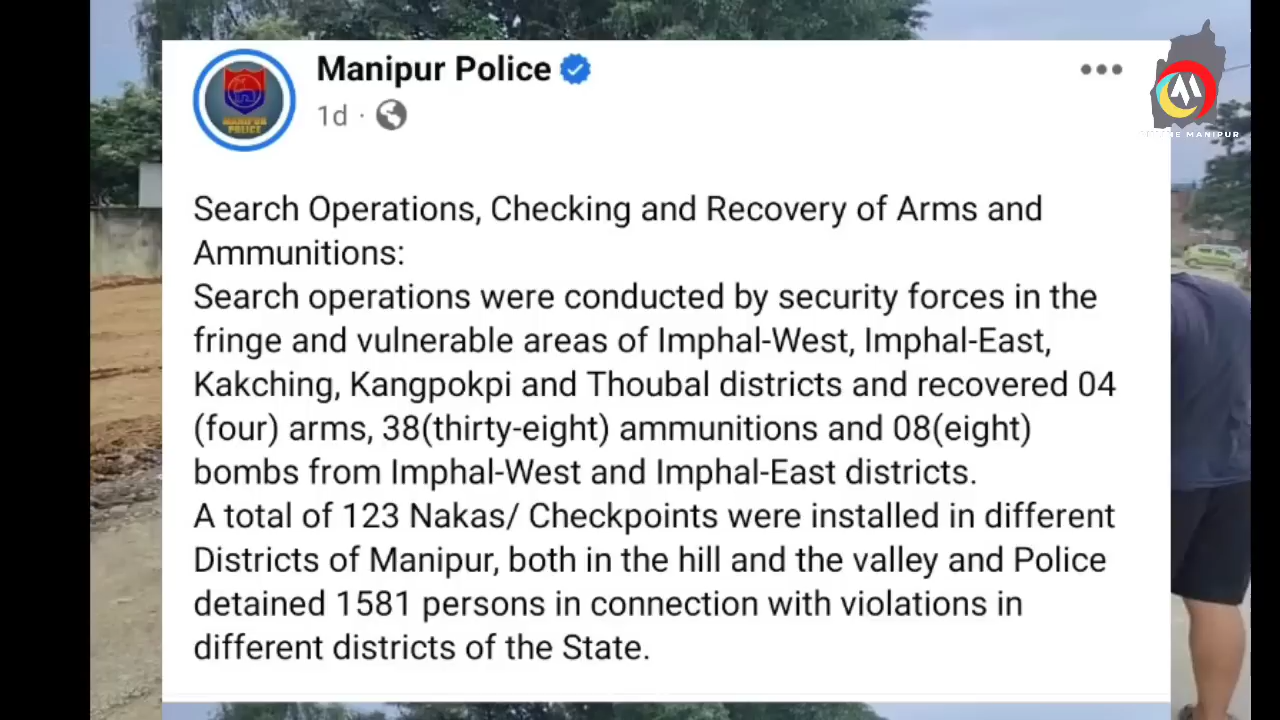 Manipur Police
1d ·
MANIPUR
POLICE
MANIPUR
Search Operations, Checking and Recovery of Arms and
Ammunitions:
Search operations were conducted by security forces in the
fringe and vulnerable areas of Imphal-West, Imphal-East,
Kakching, Kangpokpi and Thoubal districts and recovered 04
(four) arms, 38(thirty-eight) ammunitions and 08(eight)
bombs from Imphal-West and Imphal-East districts.
A total of 123 Nakas/ Checkpoints were installed in different
Districts of Manipur, both in the hill and the valley and Police
detained 1581 persons in connection with violations in
different districts of the State.